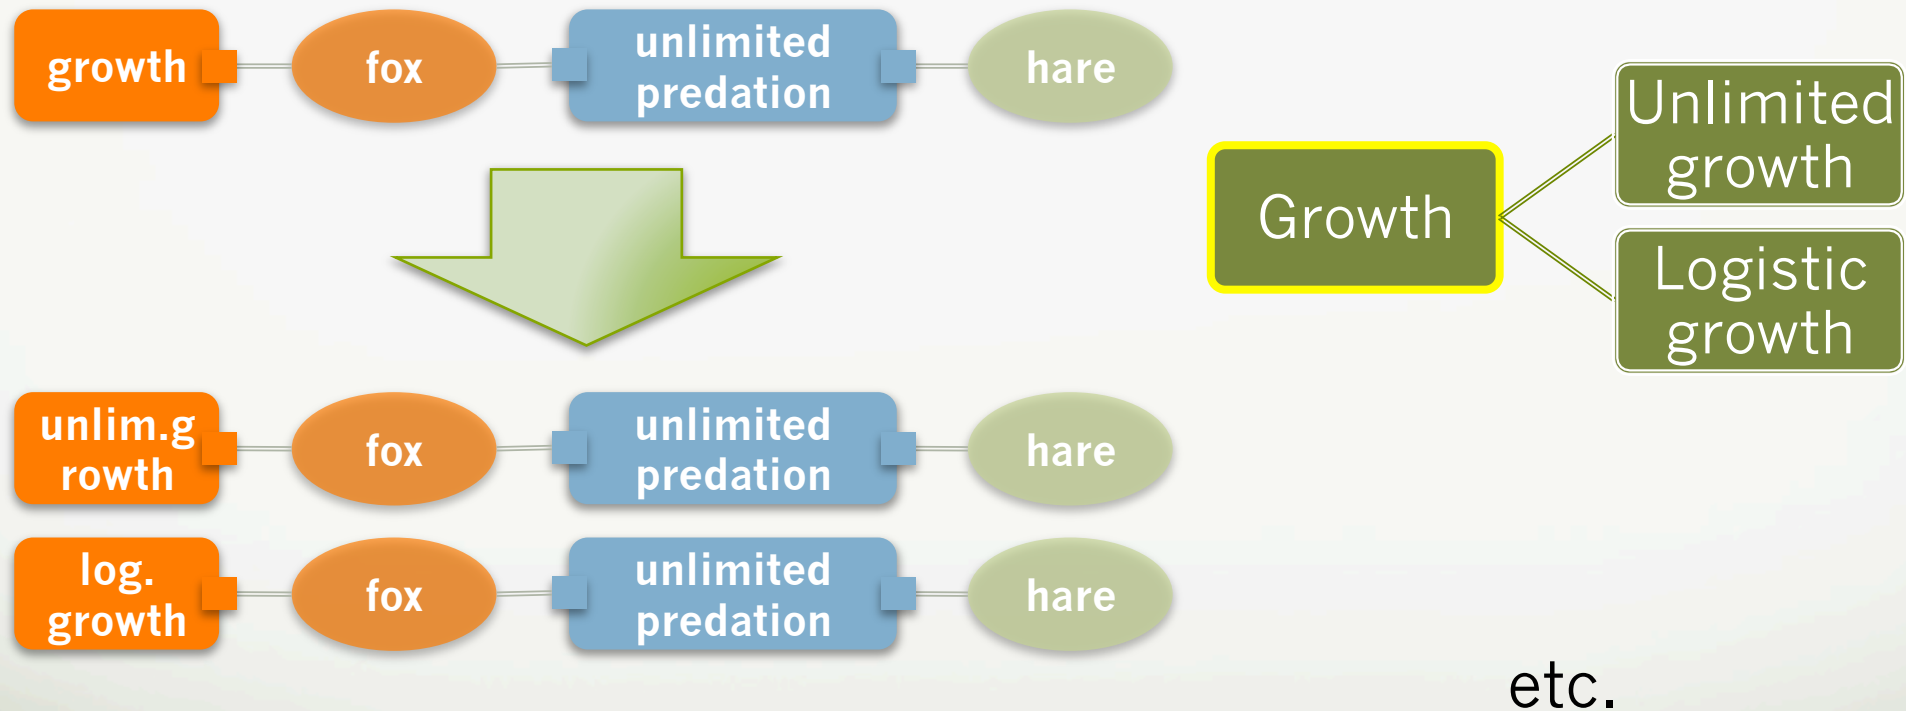 growth
fox
unlimited
predation
hare
Growth
Unlimited
growth
Logistic
growth
unlim.g
rowth
fox
unlimited
predation
hare
log.
growth
fox
unlimited
predation
hare
etc.